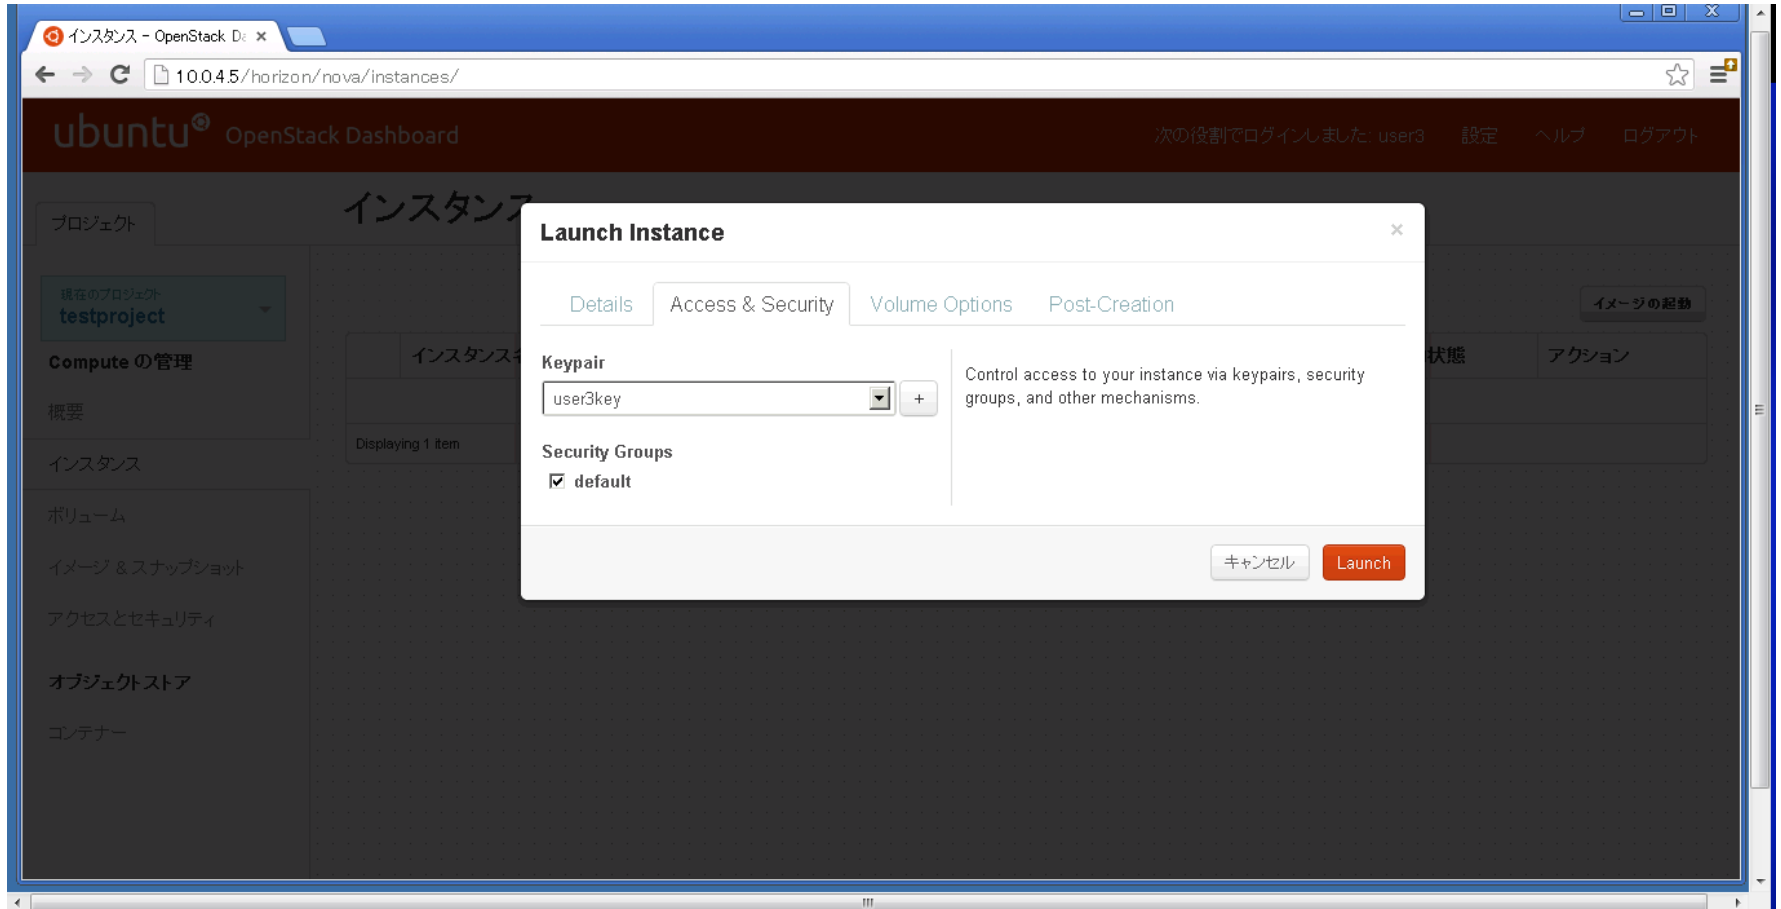 インスタンス - OpenStack Da
10.0.4.5/horizon/nova/instances/
ubuntu OpenStack Dashboard
次の役割でログインしました: user3 設定 ヘルプ ログアウト
プロジェクト
インスタンス
現在のプロジェクト
testproject
Compute の管理
概要
インスタンス
ボリューム
イメージ & スナップショット
アクセスとセキュリティ
オブジェクトストア
コンテナー
イメージの起動
インスタンス
状態
アクション
Displaying 1 item
Launch Instance
×
Details
Access & Security
Volume Options
Post-Creation
Keypair
user3key
+
Security Groups
default
Control access to your instance via keypairs, security
groups, and other mechanisms.
キャンセル
Launch